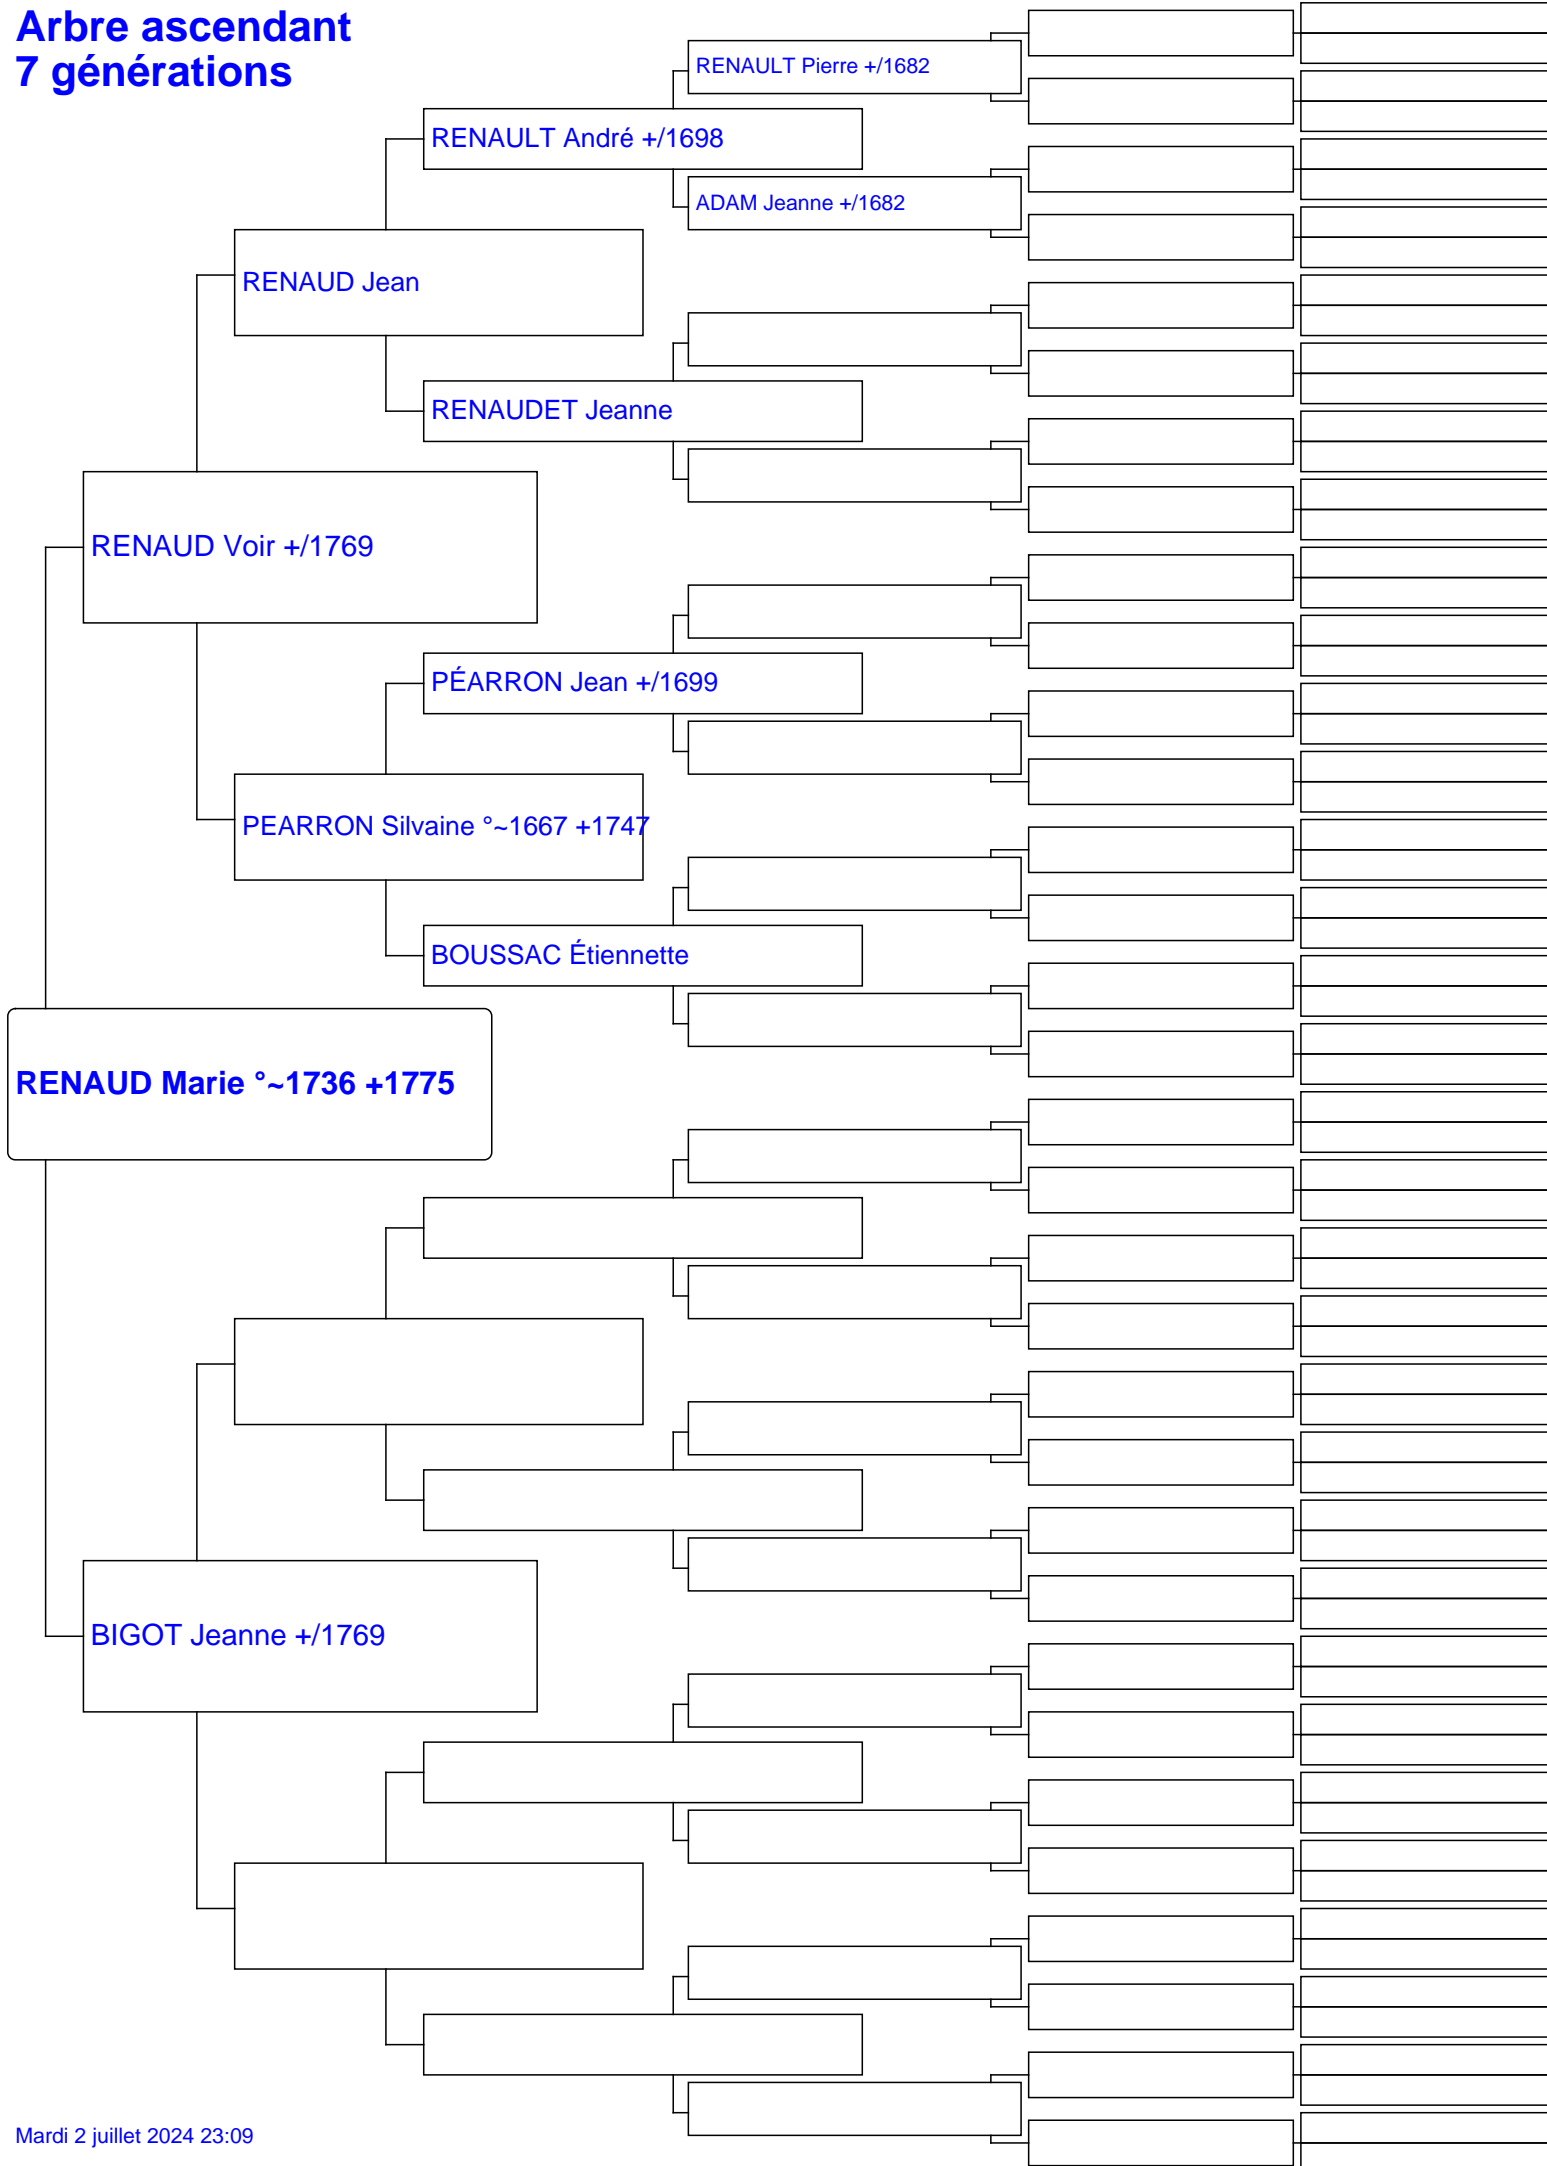 Arbre ascendant
7 générations
RENAULT Pierre +/1682
RENAULT André +/1698
ADAM Jeanne +/1682
RENAUD Jean
RENAUDET Jeanne
RENAUD Voir +/1769
PÉARRON Jean +/1699
PEARRON Silvaine °~1667 +1747
BOUSSAC Étiennette
RENAUD Marie °~1736 +1775
BIGOT Jeanne +/1769
Mardi 2 juillet 2024 23:09